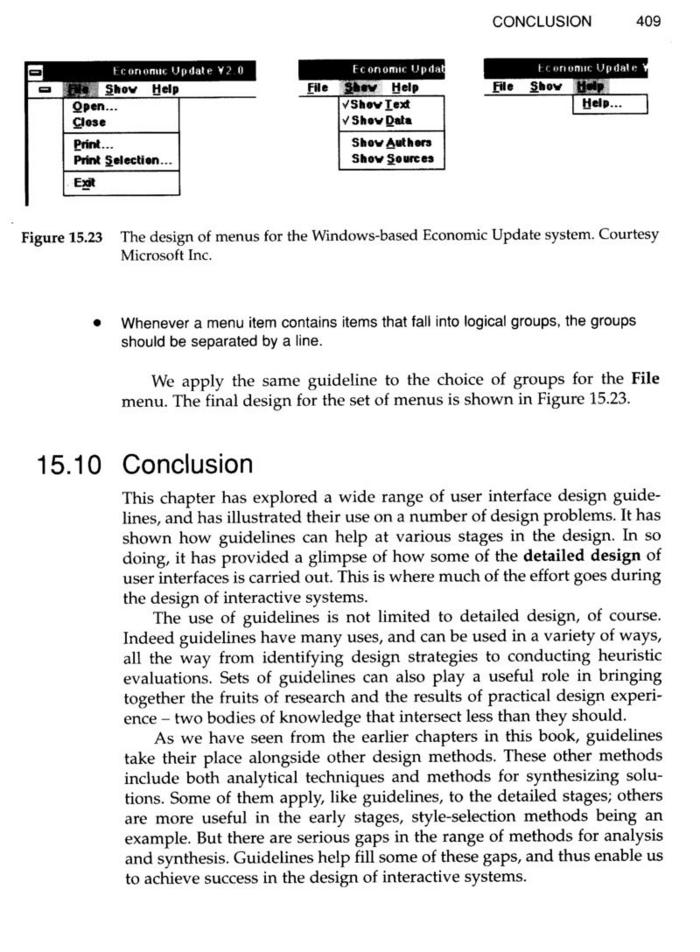 CONCLUSION 409
Economic Update V2.0
File Show Help
Open...
Close
Print...
Print Selection...
Exit
Economic Updat
File Show Help
√Show Text
√Show Data
Show Authors
Show Sources
Economic Update V
File Show Help
Help...
Figure 15.23 The design of menus for the Windows-based Economic Update system. Courtesy
Microsoft Inc.
• Whenever a menu item contains items that fall into logical groups, the groups
should be separated by a line.
We apply the same guideline to the choice of groups for the File
menu. The final design for the set of menus is shown in Figure 15.23.
15.10 Conclusion
This chapter has explored a wide range of user interface design guide-
lines, and has illustrated their use on a number of design problems. It has
shown how guidelines can help at various stages in the design. In so
doing, it has provided a glimpse of how some of the detailed design of
user interfaces is carried out. This is where much of the effort goes during
the design of interactive systems.
The use of guidelines is not limited to detailed design, of course.
Indeed guidelines have many uses, and can be used in a variety of ways,
all the way from identifying design strategies to conducting heuristic
evaluations. Sets of guidelines can also play a useful role in bringing
together the fruits of research and the results of practical design experi-
ence – two bodies of knowledge that intersect less than they should.
As we have seen from the earlier chapters in this book, guidelines
take their place alongside other design methods. These other methods
include both analytical techniques and methods for synthesizing solu-
tions. Some of them apply, like guidelines, to the detailed stages; others
are more useful in the early stages, style-selection methods being an
example. But there are serious gaps in the range of methods for analysis
and synthesis. Guidelines help fill some of these gaps, and thus enable us
to achieve success in the design of interactive systems.